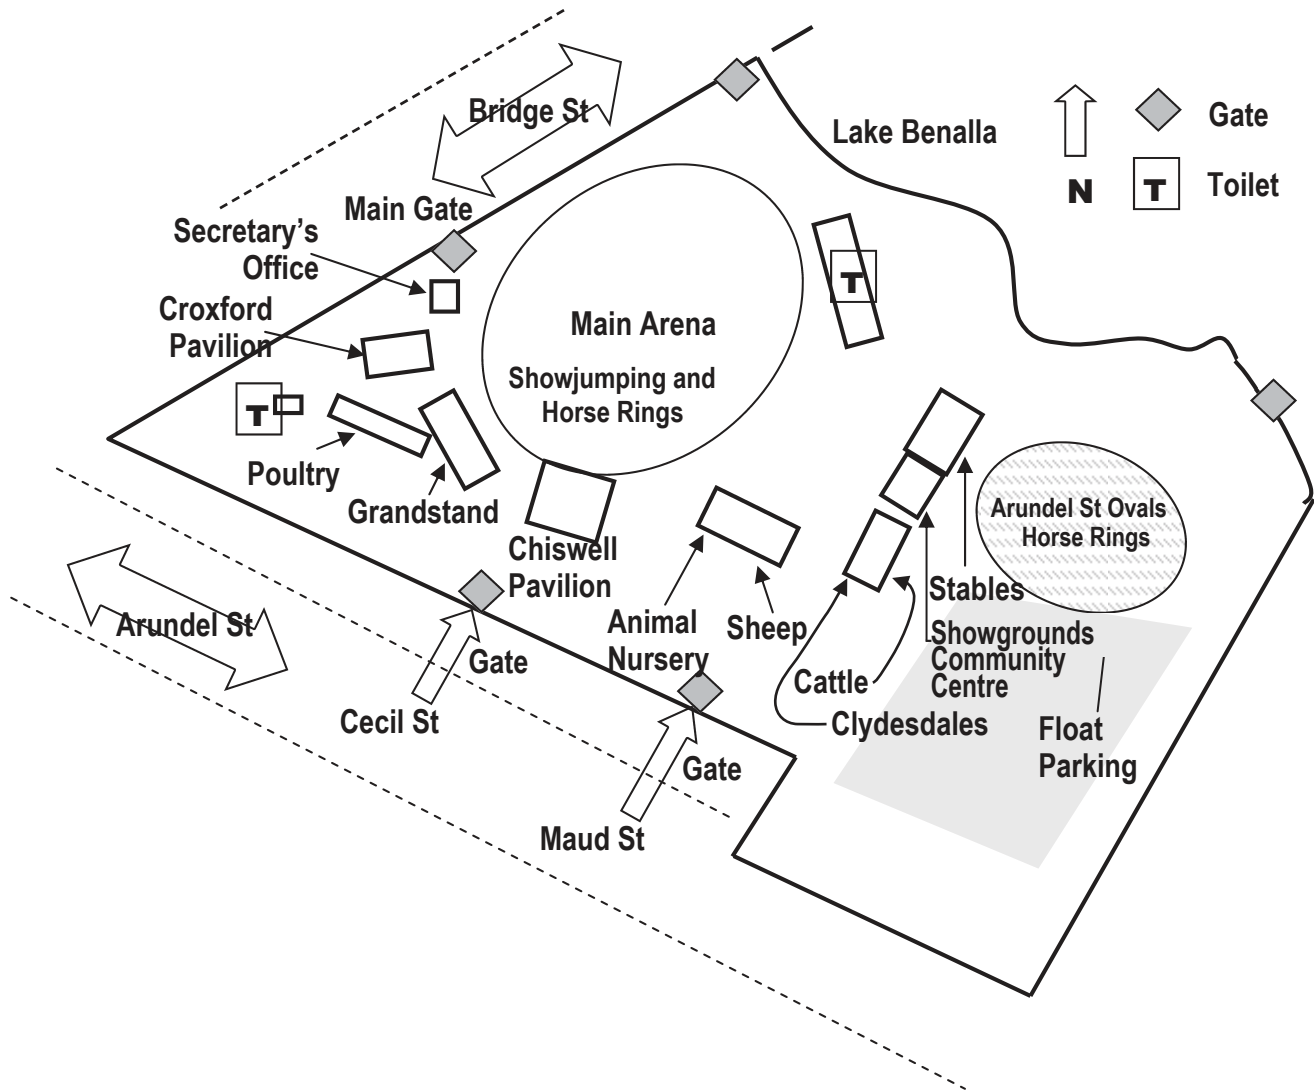 Bridge St
Lake Benalla
Gate
N
T
Toilet
Main Gate
Secretary's
Office
Croxford
Pavilion
T
Main Arena
Showjumping and
Horse Rings
T
Poultry
Grandstand
Chiswell
Pavilion
Arundel St Ovals
Horse Rings
Stables
Arundel St
Animal
Nursery
Sheep
Showgrounds
Community
Centre
Gate
Cattle
Cecil St
Clydesdales
Float
Parking
Gate
Maud St